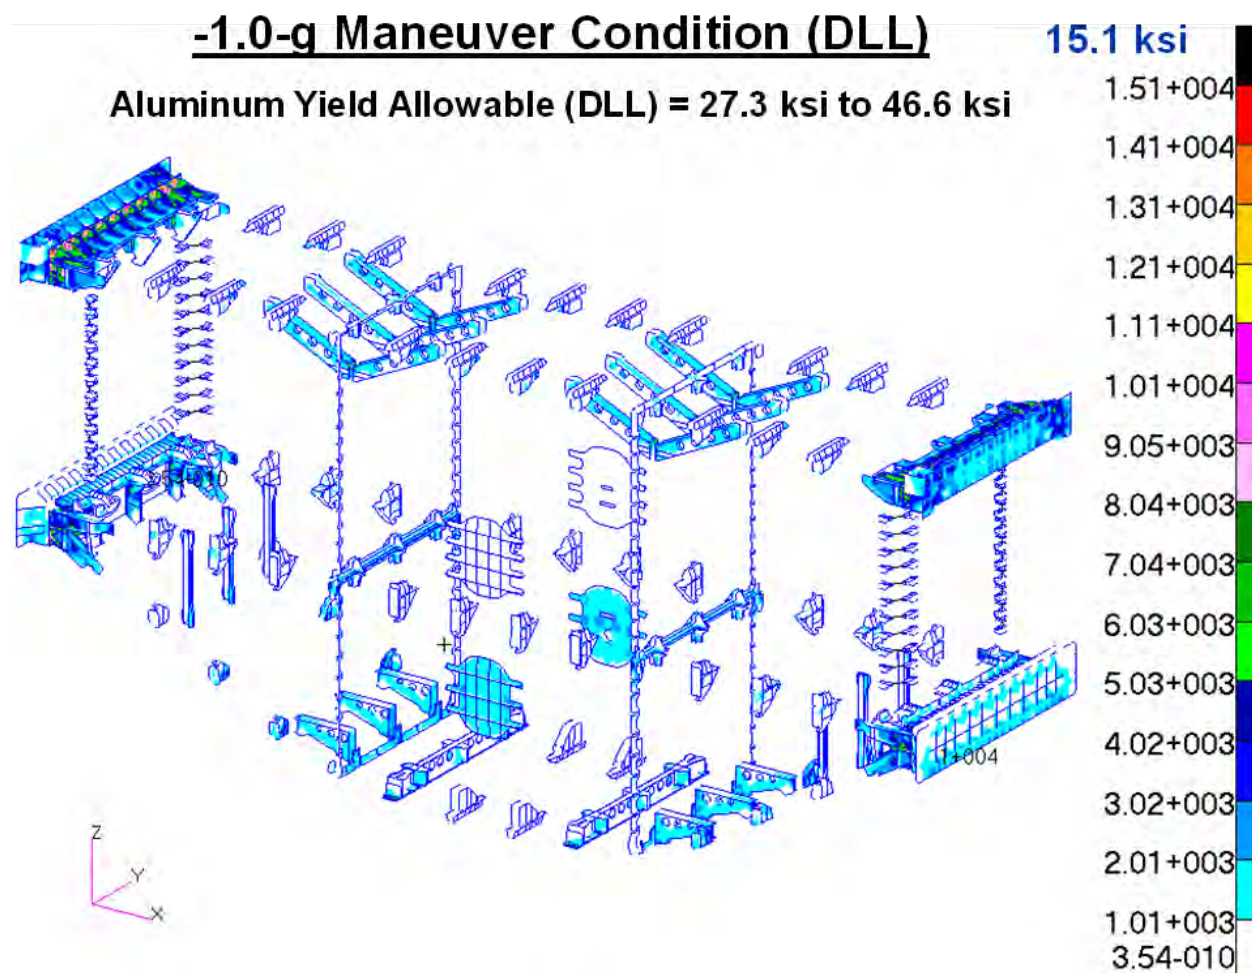 -1.0-g Maneuver Condition (DLL)
15.1 ksi
Aluminum Yield Allowable (DLL) = 27.3 ksi to 46.6 ksi
1.51+004
1.41+004
1.31+004
1.21+004
1.11+004
1.01+004
9.05+003
8.04+003
7.04+003
6.03+003
5.03+003
4.02+003
3.02+003
2.01+003
1.01+003
3.54-010
Z
Y
X